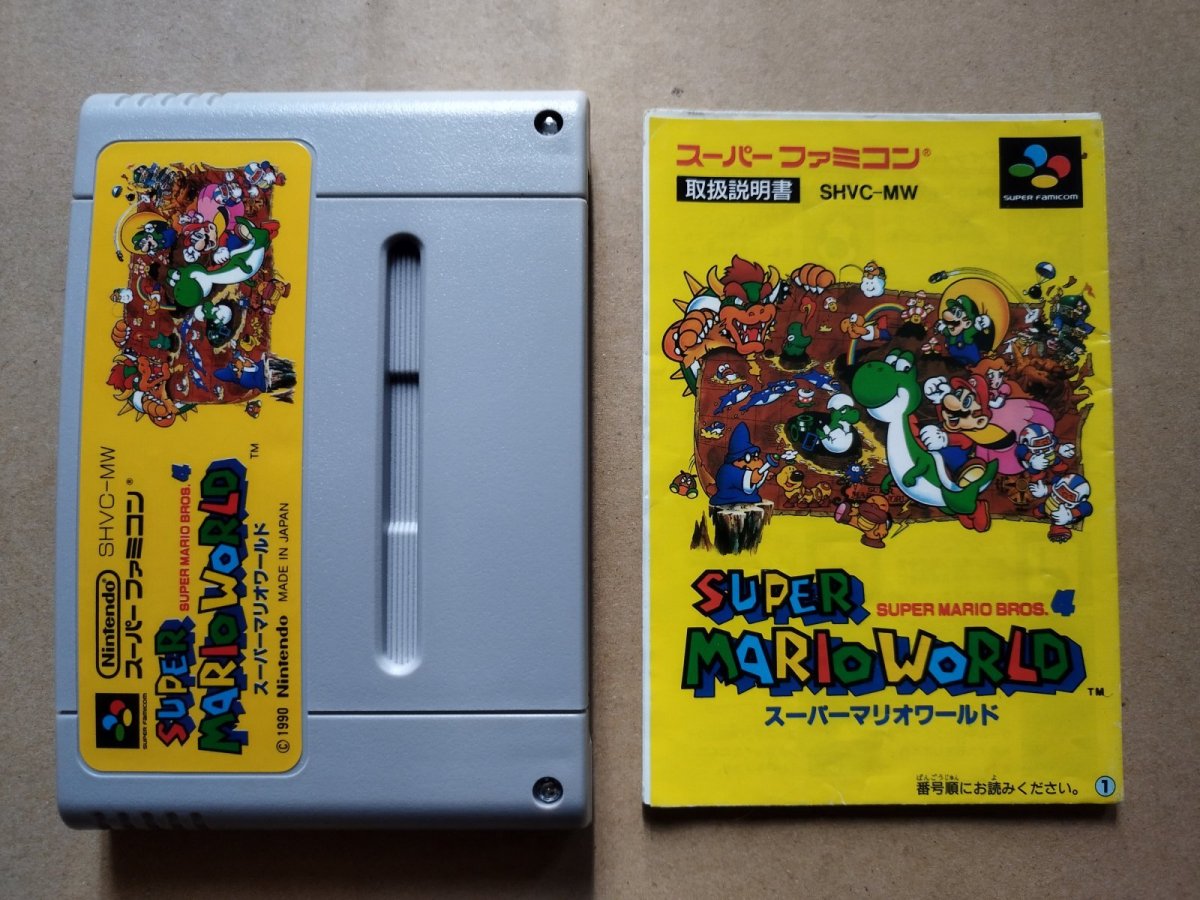 Nintendo® SHVC-MW
スーパーファミコン®
SUPER FAMICOM
SUPER SUPER MARIO BROS. 4
MARIO WORLD™
スーパーマリオワールド
© 1990 Nintendo MADE IN JAPAN
スーパーファミコン®
取扱説明書 SHVC-MW
SUPER FAMICOM
SUPER SUPER MARIO BROS. 4
MARIO WORLD™
スーパーマリオワールド
ばんごうじゅん よ
番号順にお読みください。 1